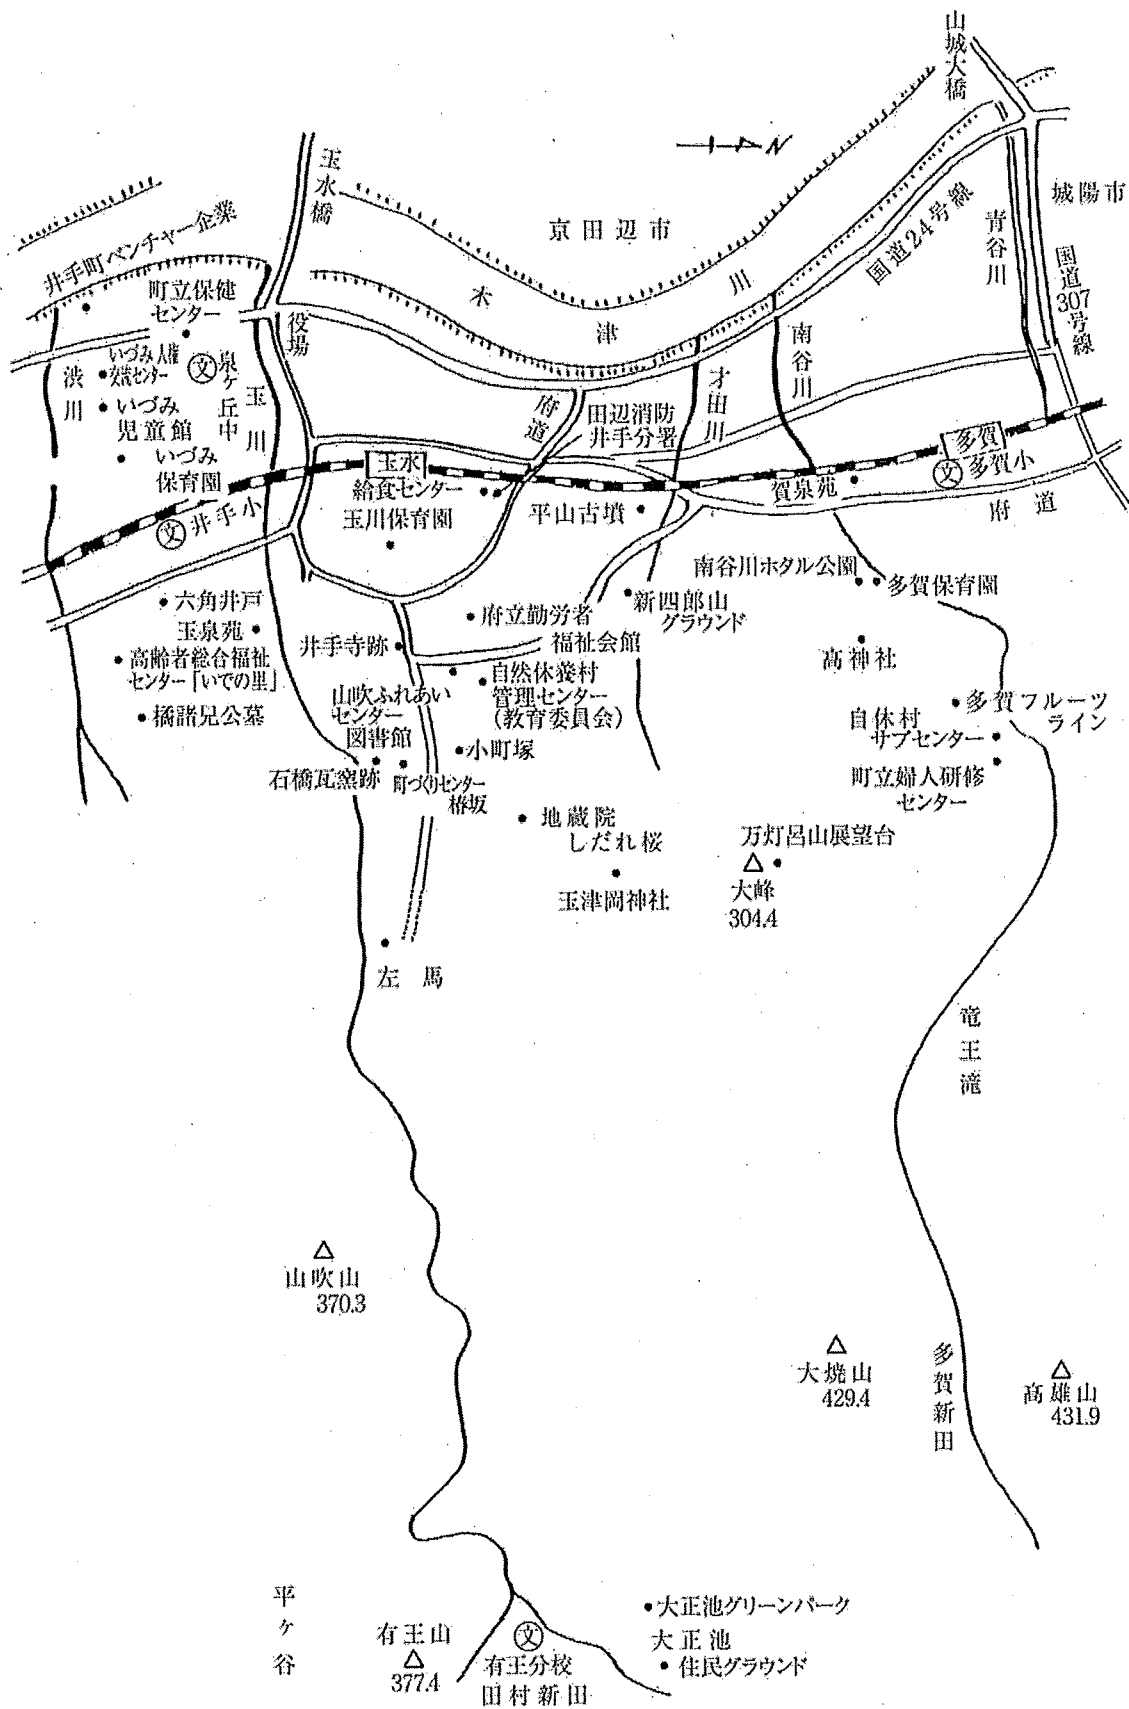 山城大橋
玉水橋
N
京田辺市
城陽市
井手町ベンチャー企業
木津川
国道24号線
青谷川
国道307号線
町立保健
センター
役場
南谷川
いづみ人権
交流センター
泉ヶ丘中
文
渋川
玉川
いづみ
児童館
府道
田辺消防
井手分署
才田川
いづみ
保育園
玉水
給食センター
多賀
文
多賀小
賀泉苑
府道
文
井手小
玉川保育園
平山古墳
南谷川ホタル公園
多賀保育園
六角井戸
玉泉苑
府立勤労者
福祉会館
新四郎山
グラウンド
井手寺跡
高神社
高齢者総合福祉
センター「いでの里」
自然休養村
管理センター
(教育委員会)
山吹ふれあい
センター
図書館
橘諸兄公墓
多賀フルーツ
ライン
自休村
サブセンター
小町塚
石橋瓦窯跡
町づくりセンター
椿坂
町立婦人研修
センター
地蔵院
しだれ桜
万灯呂山展望台
大峰
304.4
玉津岡神社
左馬
竜王滝
山吹山
370.3
大焼山
429.4
多賀新田
高雄山
431.9
平ヶ谷
大正池グリーンパーク
有王山
377.4
文
有王分校
田村新田
大正池
住民グラウンド